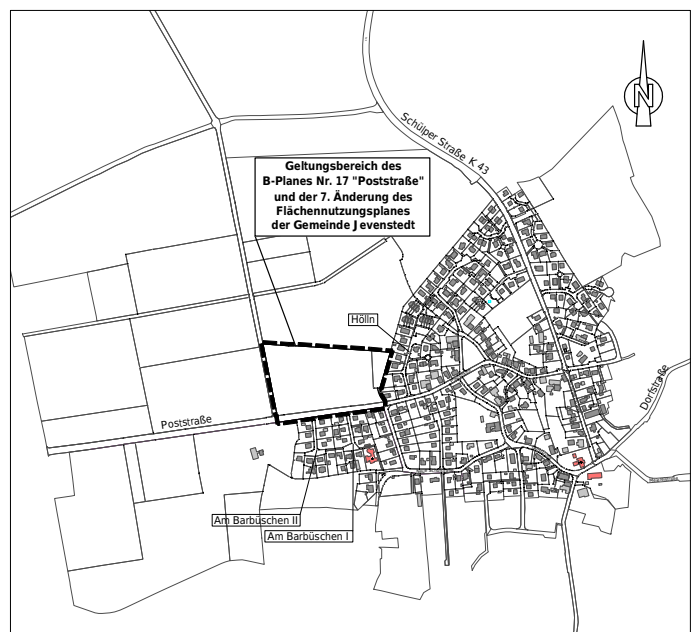 Schülper Straße K 43
N
Geltungsbereich des
B-Planes Nr. 17 "Poststraße"
und der 7. Änderung des
Flächennutzungsplanes
der Gemeinde Jevenstedt
Hölln
Dorfstraße
Poststraße
Am Barbüschen II
Am Barbüschen I